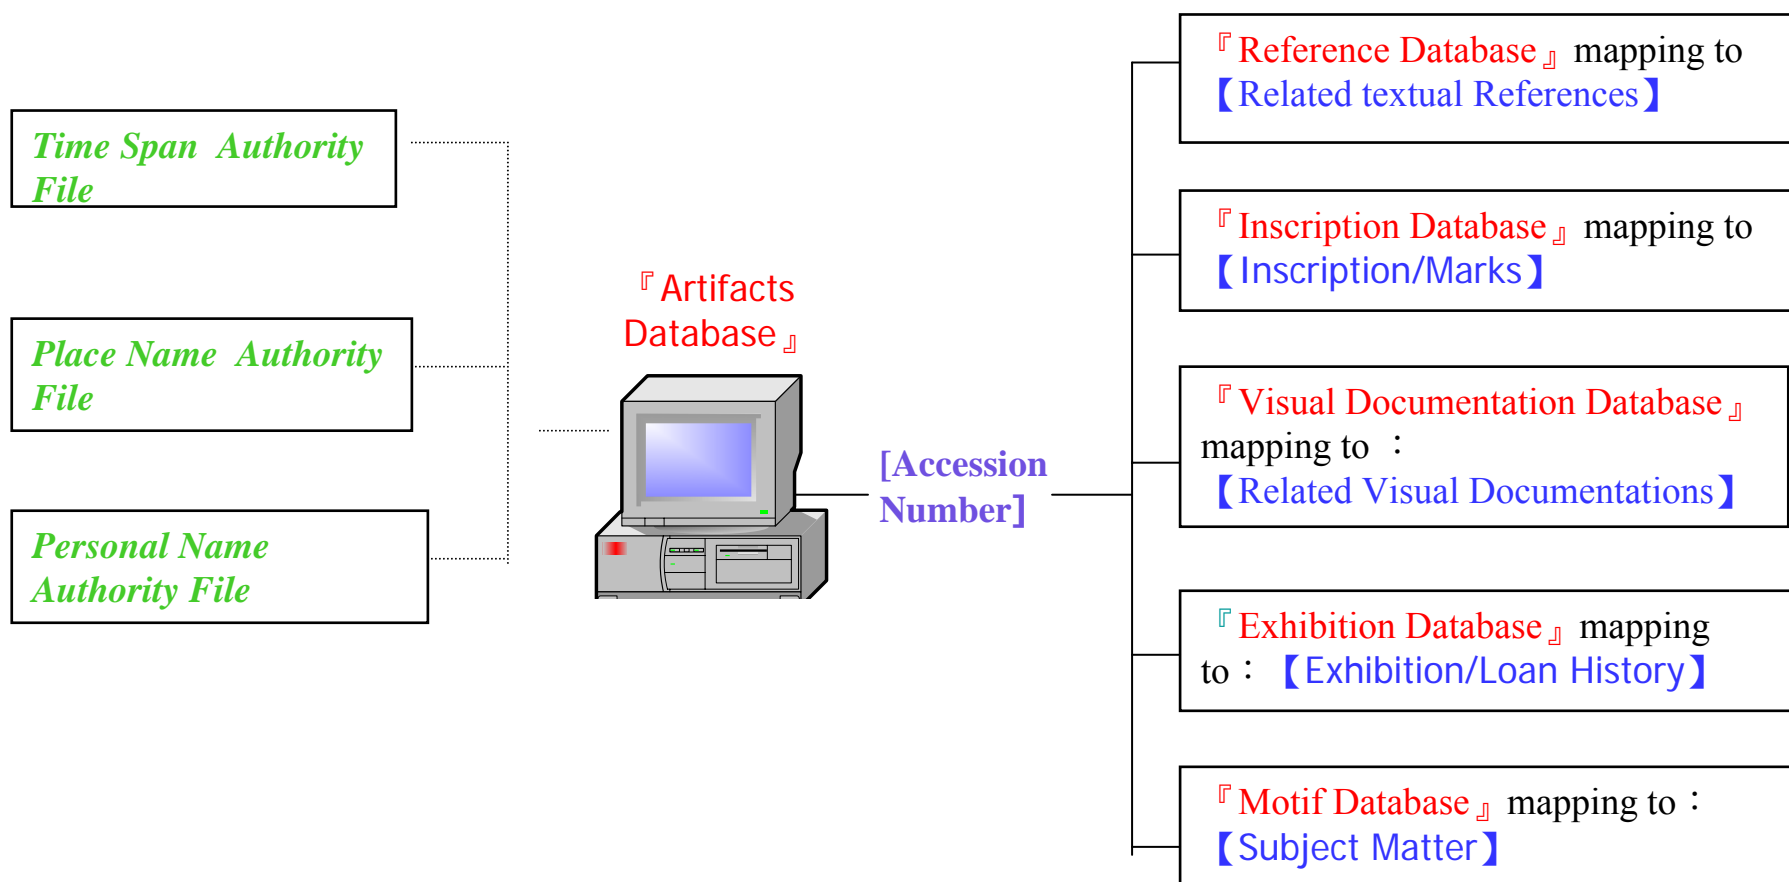 Time Span Authority
File
Place Name Authority
File
Personal Name
Authority File
『Artifacts
Database』
[Accession
Number]
『Reference Database』mapping to
【Related textual References】
『Inscription Database』mapping to
【Inscription/Marks】
『Visual Documentation Database』
mapping to ：
【Related Visual Documentations】
『Exhibition Database』mapping
to：【Exhibition/Loan History】
『Motif Database』mapping to：
【Subject Matter】